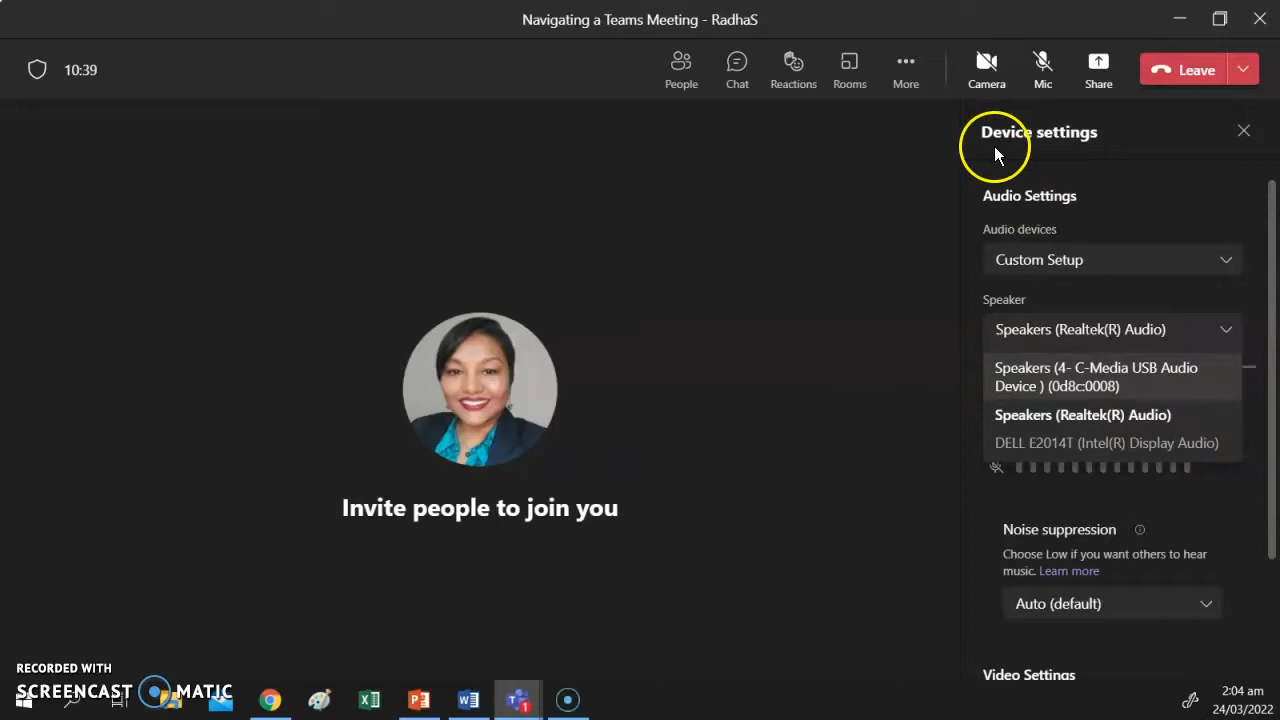 Navigating a Teams Meeting - RadhaS
10:39
People
Chat
Reactions
Rooms
More
Camera
Mic
Share
Leave
Device settings
Audio Settings
Audio devices
Custom Setup
Speaker
Speakers (Realtek(R) Audio)
Speakers (4- C-Media USB Audio
Device ) (0d8c:0008)
Speakers (Realtek(R) Audio)
DELL E2014T (Intel(R) Display Audio)
Invite people to join you
Noise suppression
Choose Low if you want others to hear
music. Learn more
Auto (default)
Video Settings
RECORDED WITH
SCREENCAST MATIC
1
2:04 am
24/03/2022